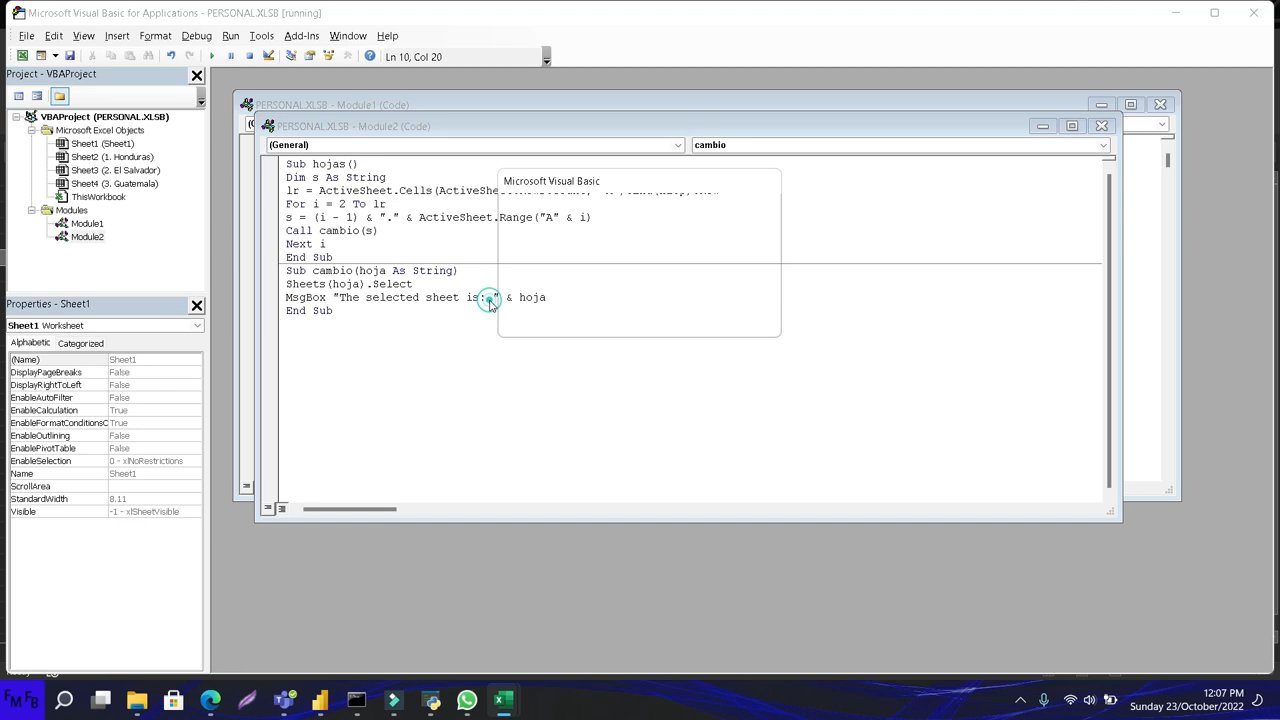 Microsoft Visual Basic for Applications - PERSONAL.XLSB [running]
File Edit View Insert Format Debug Run Tools Add-Ins Window Help
Ln 10, Col 20
Project - VBAProject
VBAProject (PERSONAL.XLSB)
Microsoft Excel Objects
Sheet1 (Sheet1)
Sheet2 (1. Honduras)
Sheet3 (2. El Salvador)
Sheet4 (3. Guatemala)
ThisWorkbook
Modules
Module1
Module2
Properties - Sheet1
Sheet1 Worksheet
Alphabetic Categorized
(Name) Sheet1
DisplayPageBreaks False
DisplayRightToLeft False
EnableAutoFilter False
EnableCalculation True
EnableFormatConditionsC True
EnableOutlining False
EnablePivotTable False
EnableSelection 0 - xlNoRestrictions
Name Sheet1
ScrollArea
StandardWidth 8.11
Visible -1 - xlSheetVisible
PERSONAL.XLSB - Module1 (Code)
PERSONAL.XLSB - Module2 (Code)
(General) cambio
Sub hojas()
Dim s As String
lr = ActiveSheet.Cells(ActiveShe
For i = 2 To lr
s = (i - 1) & "." & ActiveSheet.Range("A" & i)
Call cambio(s)
Next i
End Sub
Sub cambio(hoja As String)
Sheets(hoja).Select
MsgBox "The selected sheet is: " & hoja
End Sub
Microsoft Visual Basic
FM FB
12:07 PM
Sunday 23/October/2022